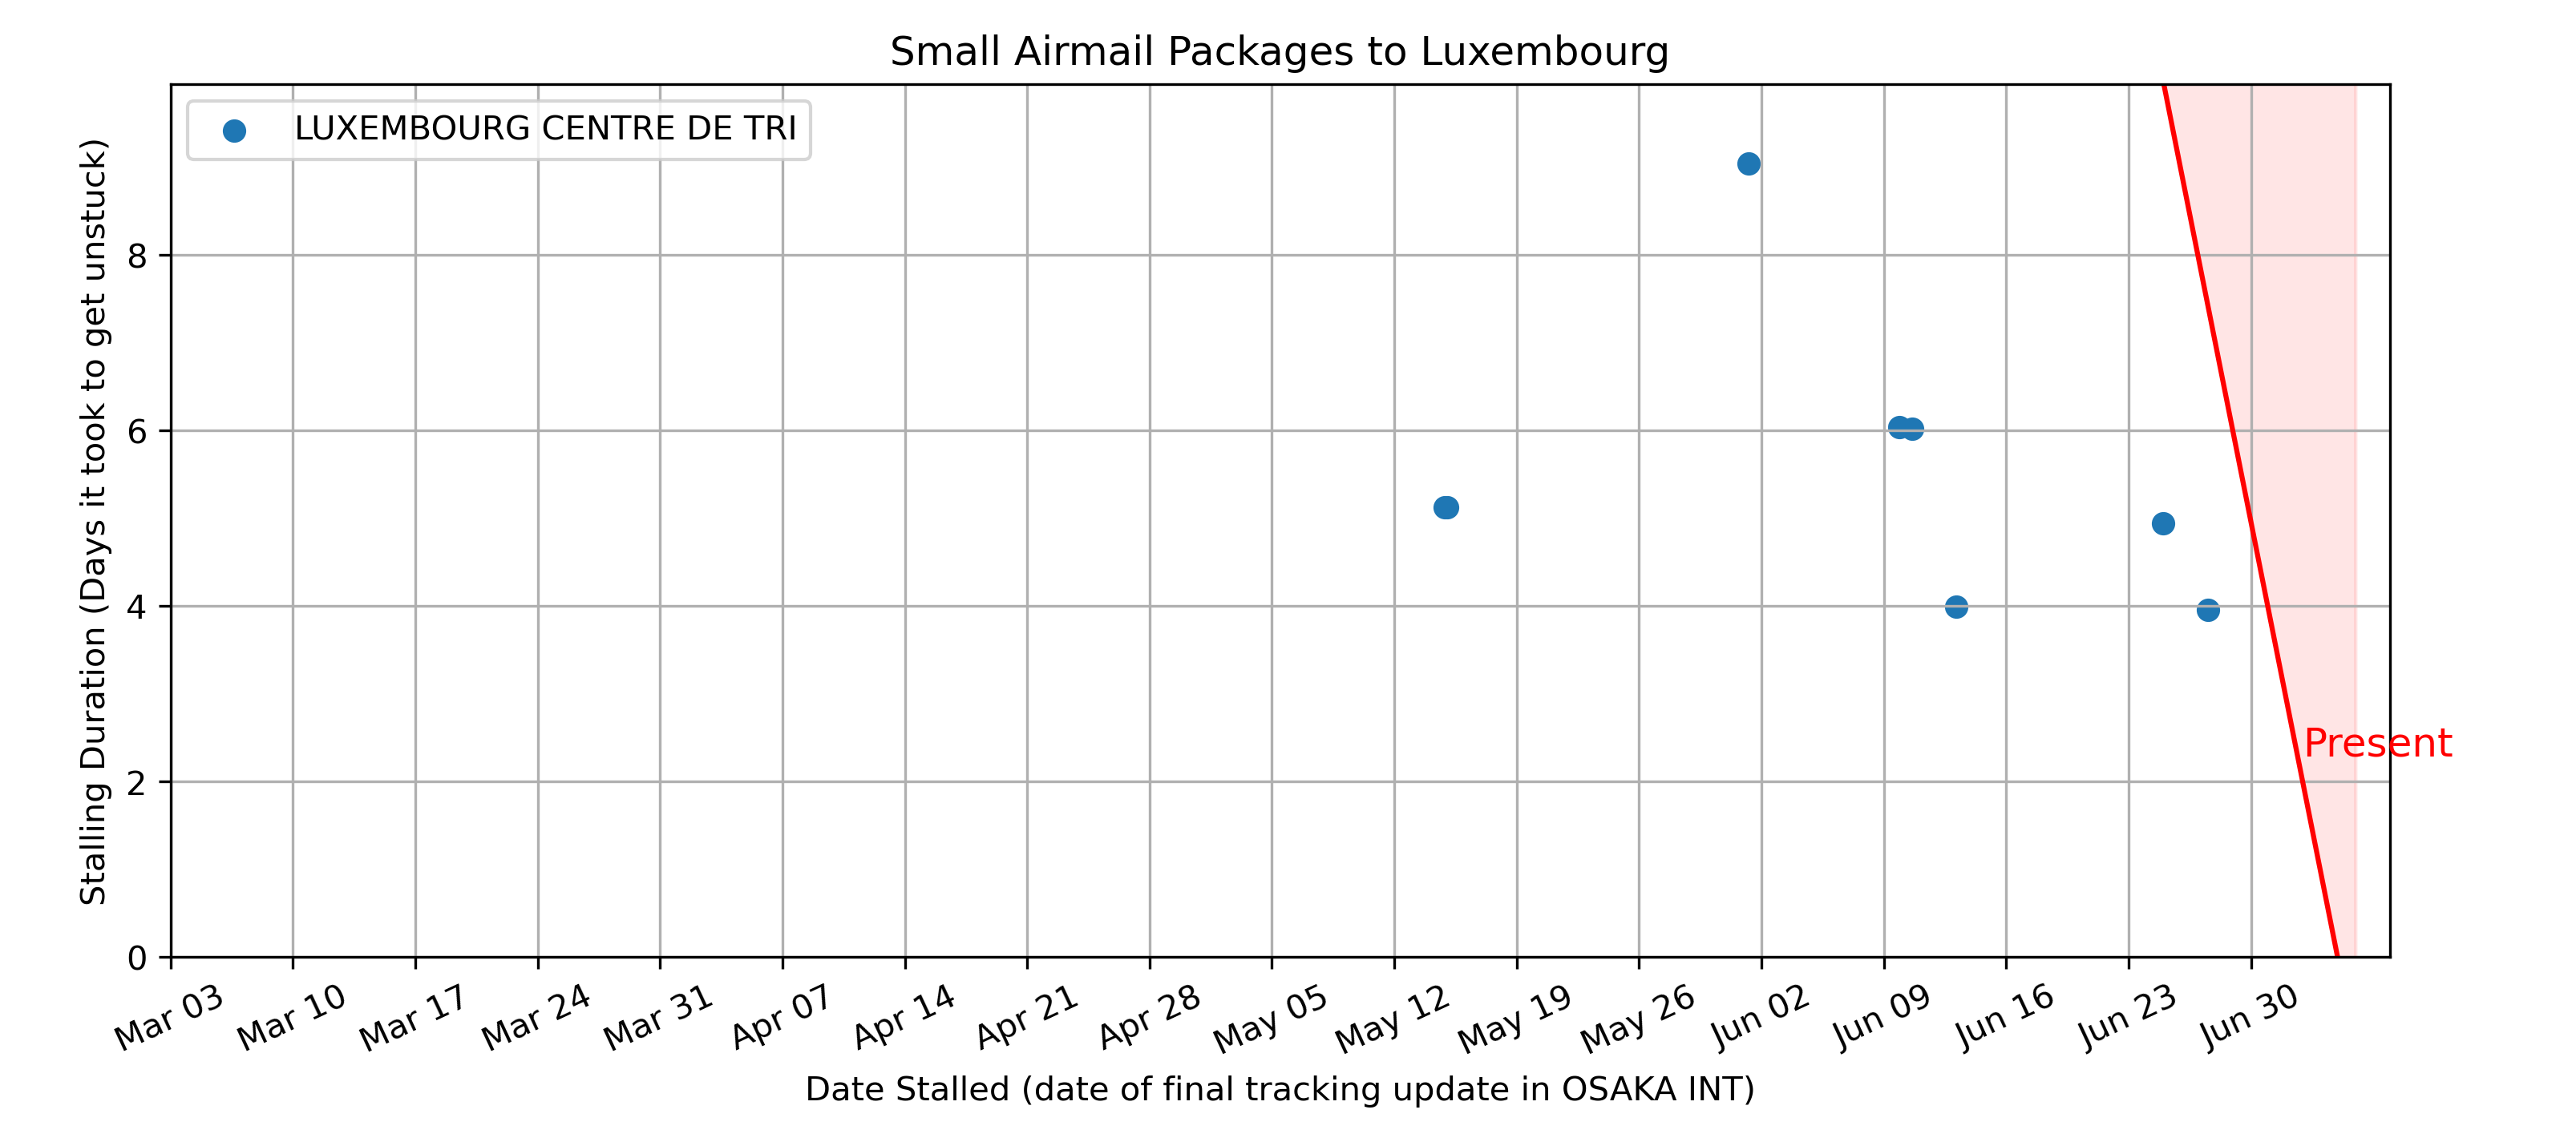 Small Airmail Packages to Luxembourg
LUXEMBOURG CENTRE DE TRI
Stalling Duration (Days it took to get unstuck)
8
6
4
2
0
Present
Mar 03
Mar 10
Mar 17
Mar 24
Mar 31
Apr 07
Apr 14
Apr 21
Apr 28
May 05
May 12
May 19
May 26
Jun 02
Jun 09
Jun 16
Jun 23
Jun 30
Date Stalled (date of final tracking update in OSAKA INT)